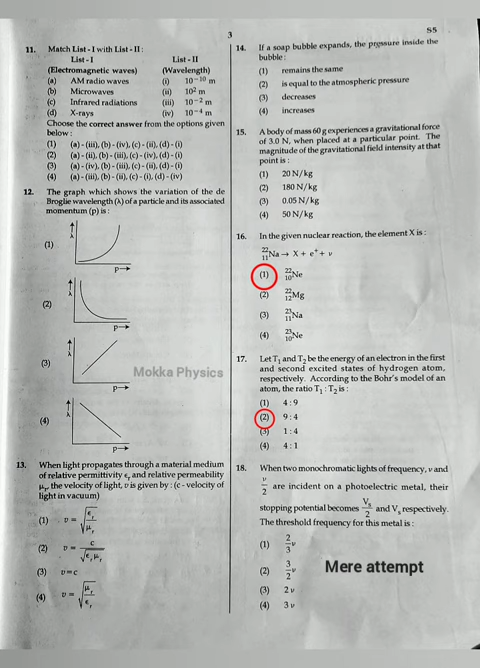 3
S5
11. Match List - I with List - II :
List - I List - II
(Electromagnetic waves) (Wavelength)
(a) AM radio waves (i) 10⁻¹⁰ m
(b) Microwaves (ii) 10² m
(c) Infrared radiations (iii) 10⁻² m
(d) X-rays (iv) 10⁻⁴ m
Choose the correct answer from the options given
below :
(1) (a) - (iii), (b) - (iv), (c) - (ii), (d) - (i)
(2) (a) - (ii), (b) - (iii), (c) - (iv), (d) - (i)
(3) (a) - (iv), (b) - (iii), (c) - (ii), (d) - (i)
(4) (a) - (iii), (b) - (ii), (c) - (i), (d) - (iv)
12. The graph which shows the variation of the de
Broglie wavelength (λ) of a particle and its associated
momentum (p) is :
(1)
λ
p→
(2)
λ
p→
(3)
λ
p→
(4)
λ
p→
Mokka Physics
13. When light propagates through a material medium
of relative permittivity εᵣ and relative permeability
μᵣ, the velocity of light, υ is given by : (c - velocity of
light in vacuum)
(1) υ = √(εᵣ/μᵣ)
(2) υ = c/√(εᵣμᵣ)
(3) υ = c
(4) υ = √(μᵣ/εᵣ)
14. If a soap bubble expands, the pressure inside the
bubble :
(1) remains the same
(2) is equal to the atmospheric pressure
(3) decreases
(4) increases
15. A body of mass 60 g experiences a gravitational force
of 3.0 N, when placed at a particular point. The
magnitude of the gravitational field intensity at that
point is :
(1) 20 N/kg
(2) 180 N/kg
(3) 0.05 N/kg
(4) 50 N/kg
16. In the given nuclear reaction, the element X is :
²²₁₁Na → X + e⁺ + ν
(1) ²²₁₀Ne
(2) ²²₁₂Mg
(3) ²³₁₁Na
(4) ²³₁₀Ne
17. Let T₁ and T₂ be the energy of an electron in the first
and second excited states of hydrogen atom,
respectively. According to the Bohr's model of an
atom, the ratio T₁ : T₂ is :
(1) 4 : 9
(2) 9 : 4
(3) 1 : 4
(4) 4 : 1
18. When two monochromatic lights of frequency, ν and
ν/2 are incident on a photoelectric metal, their
stopping potential becomes Vₛ/2 and Vₛ respectively.
The threshold frequency for this metal is :
(1) 2/3 ν
(2) 3/2 ν
(3) 2 ν
(4) 3 ν
Mere attempt